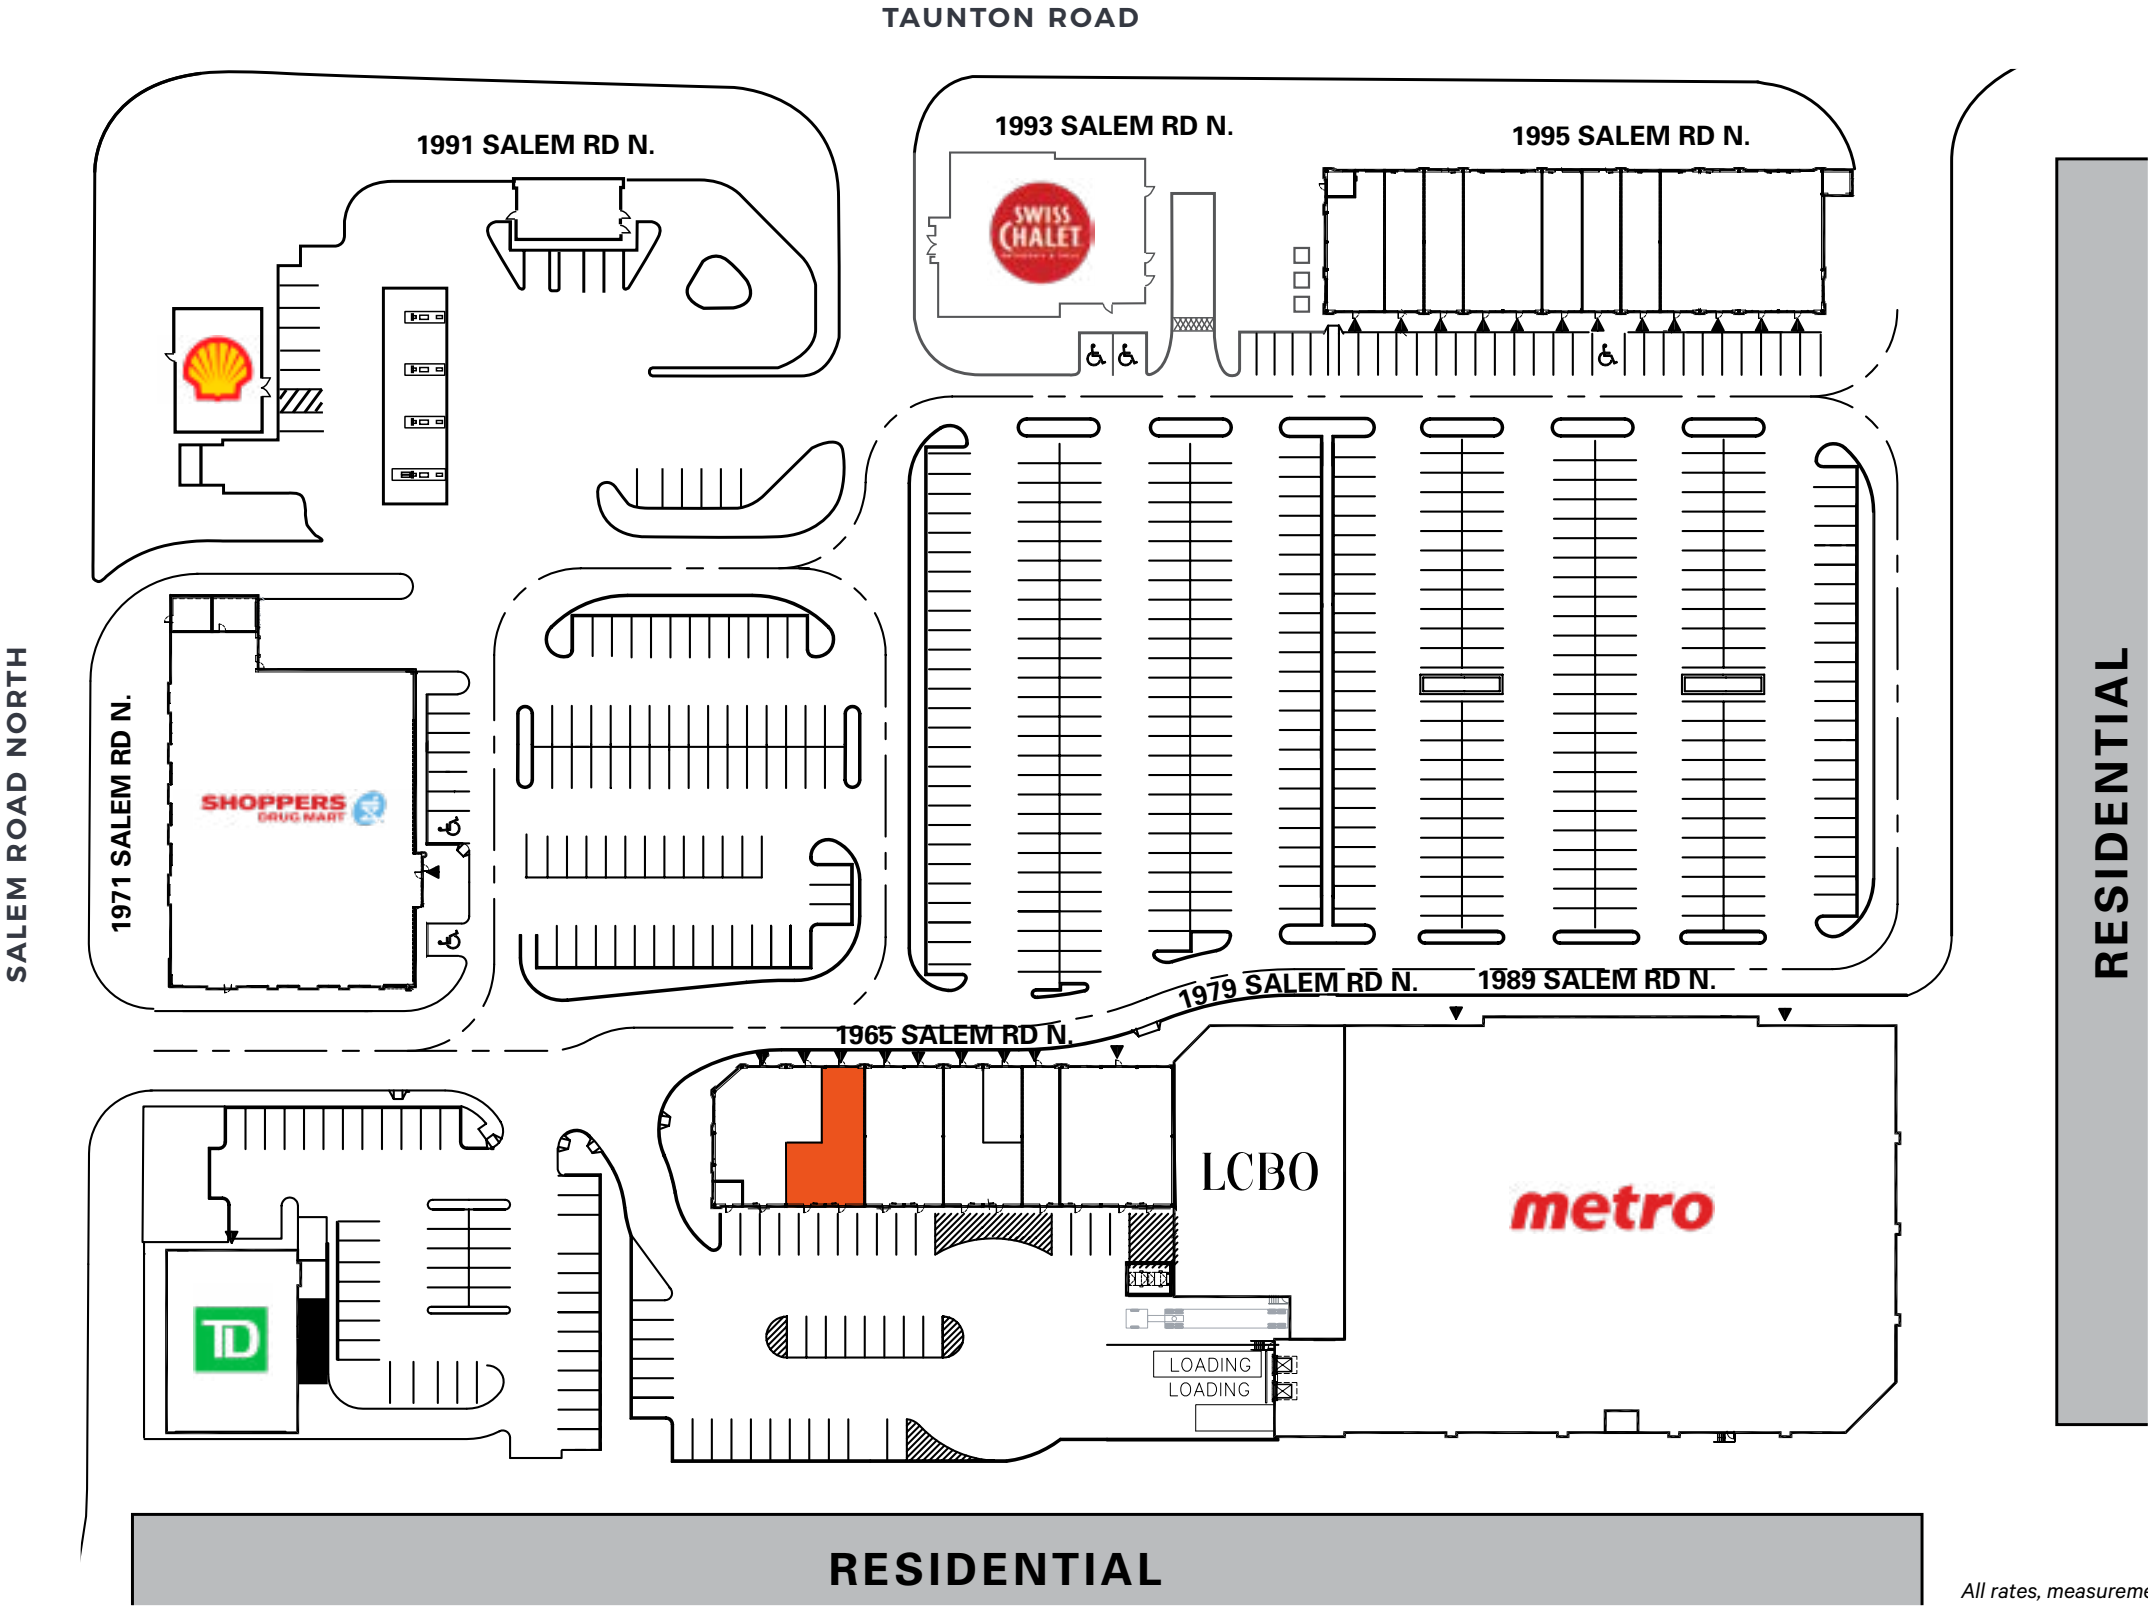 TAUNTON ROAD
1991 SALEM RD N.
1993 SALEM RD N.
1995 SALEM RD N.
SWISS
CHALET
SALEM ROAD NORTH
1971 SALEM RD N.
SHOPPERS
DRUG MART
RESIDENTIAL
1979 SALEM RD N.
1989 SALEM RD N.
1965 SALEM RD N.
LCBO
metro
TD
LOADING
LOADING
RESIDENTIAL
All rates, measureme